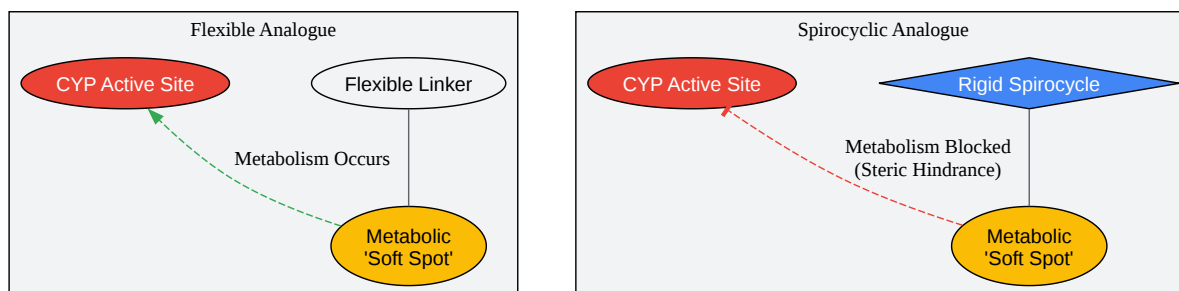 Flexible Analogue
CYP Active Site
Flexible Linker
Metabolism Occurs
Metabolic
'Soft Spot'
Spirocyclic Analogue
CYP Active Site
Rigid Spirocycle
Metabolism Blocked
(Steric Hindrance)
Metabolic
'Soft Spot'